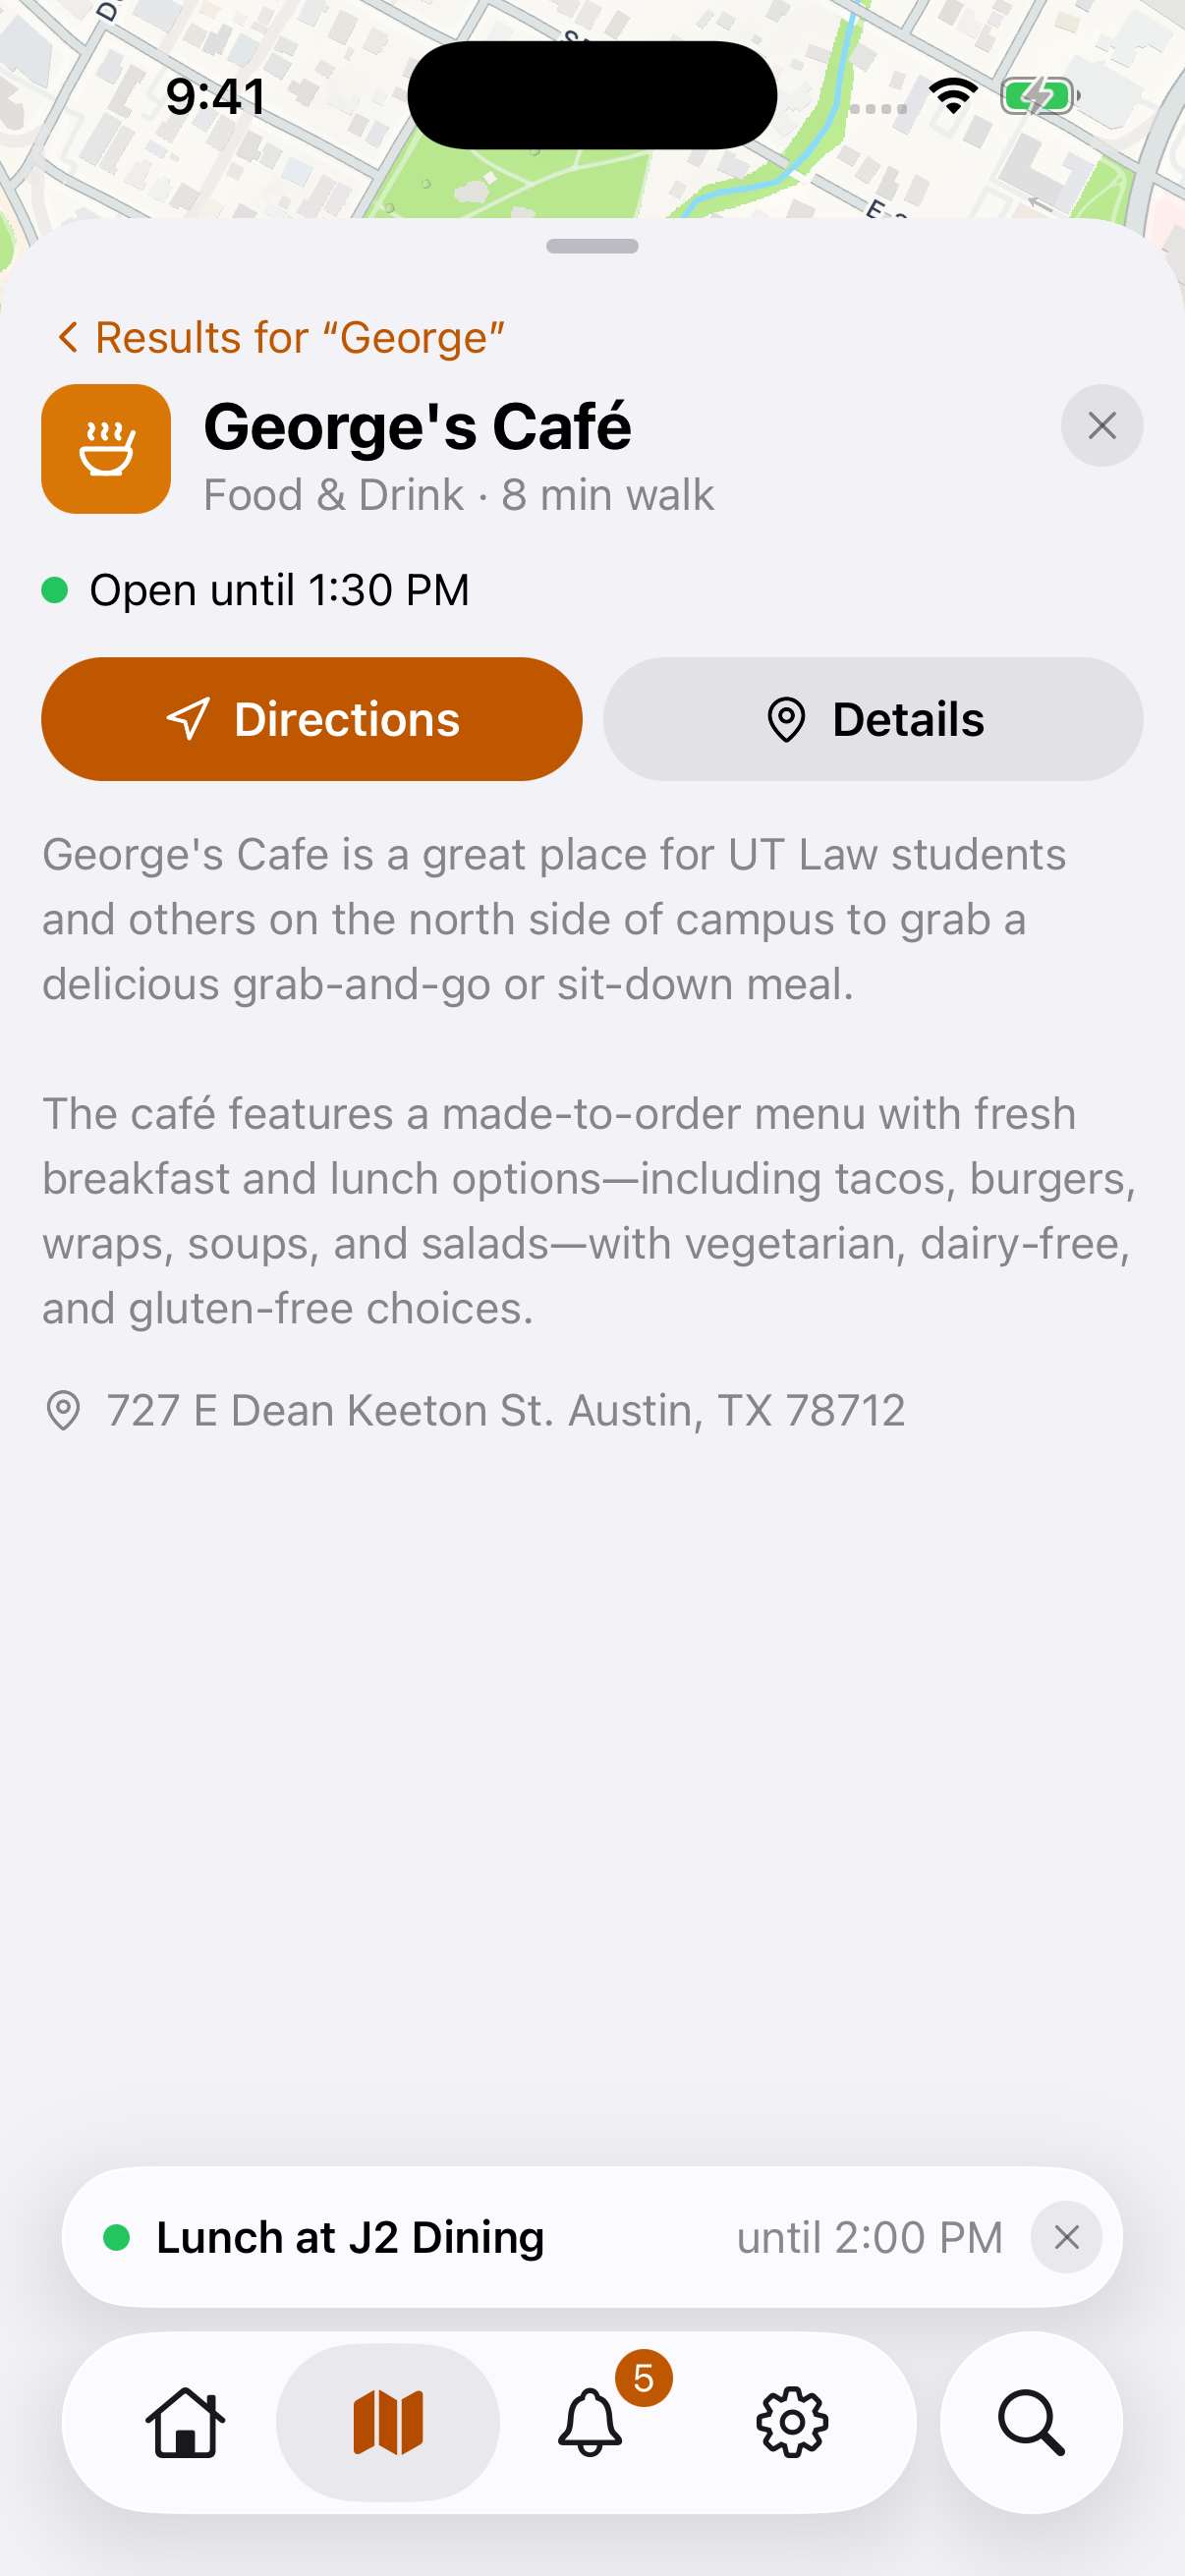 9:41
Results for “George”
George's Café
Food & Drink · 8 min walk
Open until 1:30 PM
Directions
Details
George's Cafe is a great place for UT Law students
and others on the north side of campus to grab a
delicious grab-and-go or sit-down meal.
The café features a made-to-order menu with fresh
breakfast and lunch options—including tacos, burgers,
wraps, soups, and salads—with vegetarian, dairy-free,
and gluten-free choices.
727 E Dean Keeton St. Austin, TX 78712
Lunch at J2 Dining
until 2:00 PM
5